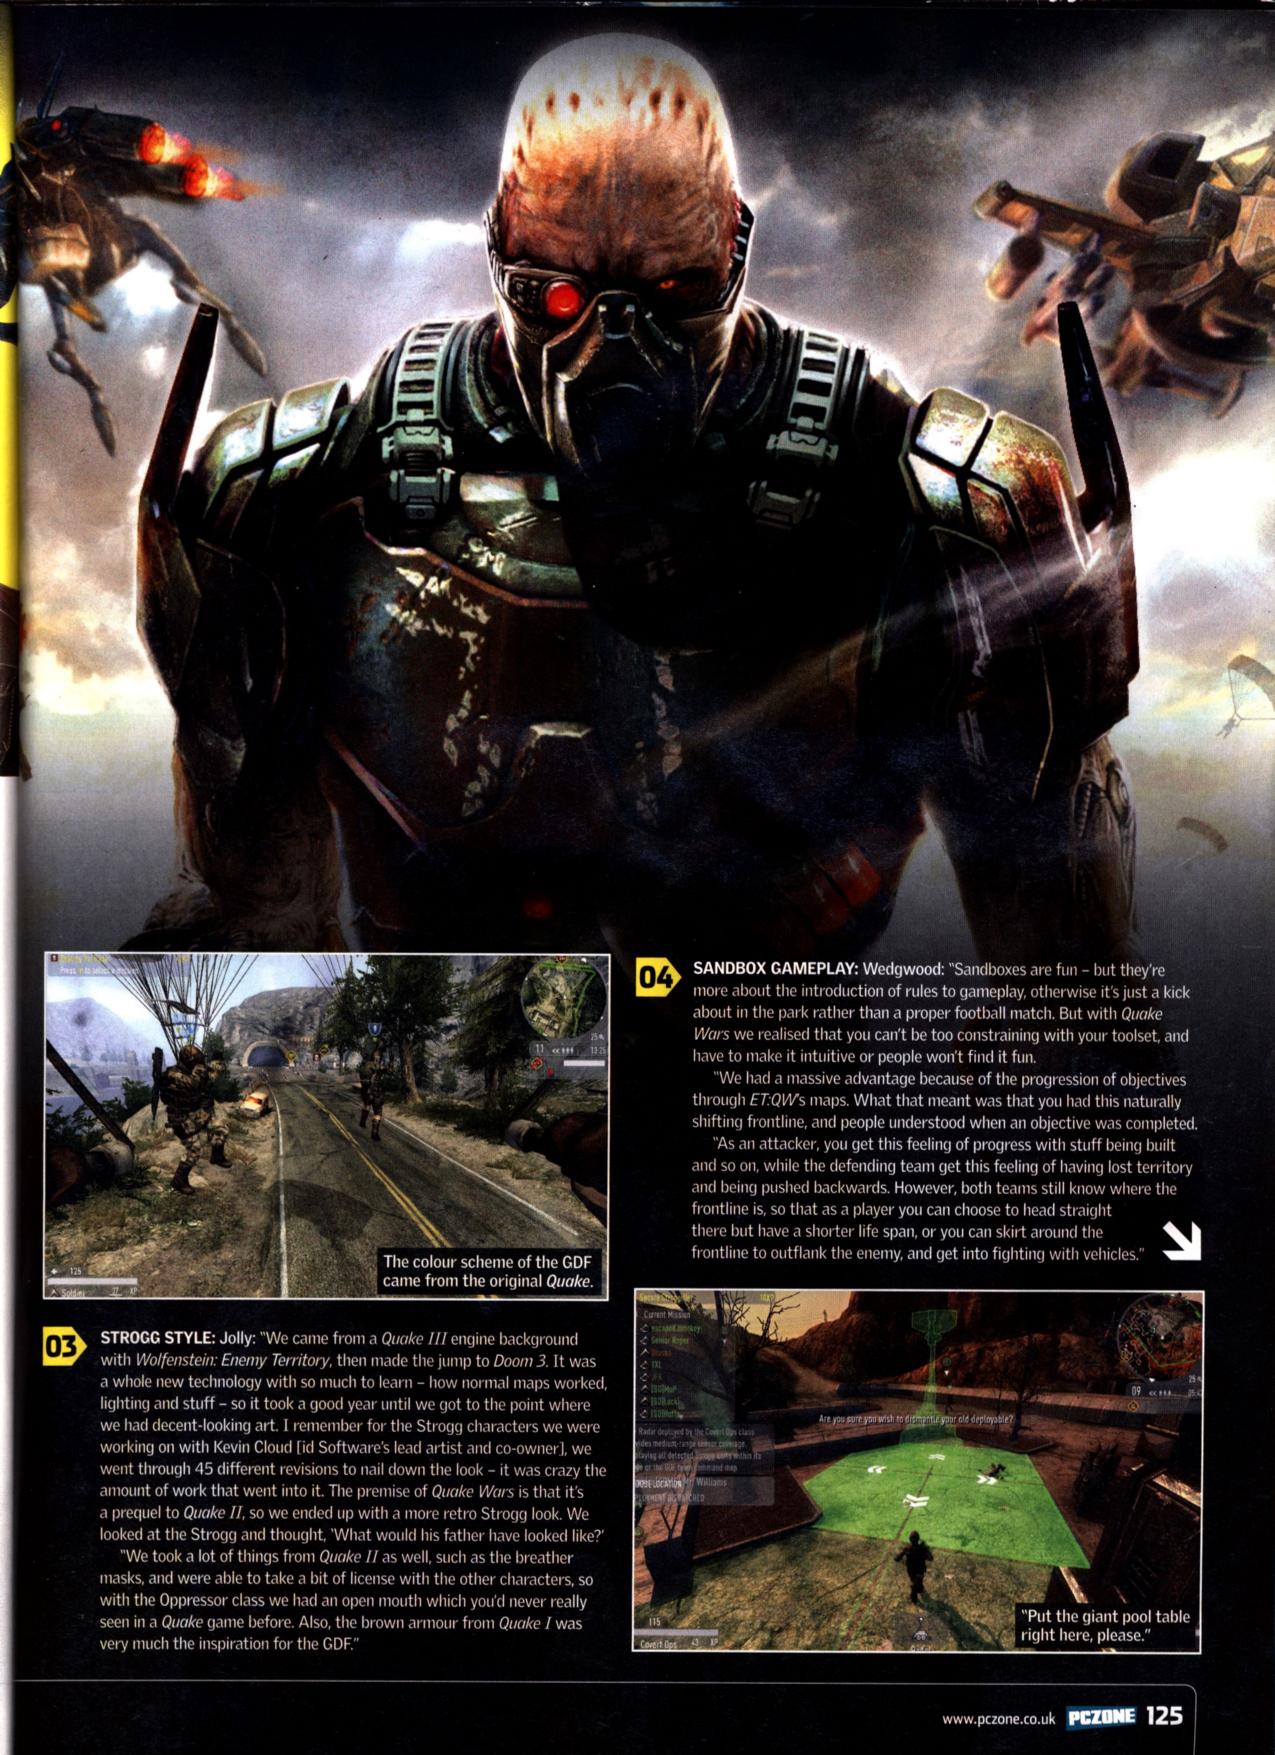 The colour scheme of the GDF
came from the original Quake.
03 STROGG STYLE: Jolly: "We came from a Quake III engine background
with Wolfenstein: Enemy Territory, then made the jump to Doom 3. It was
a whole new technology with so much to learn – how normal maps worked,
lighting and stuff – so it took a good year until we got to the point where
we had decent-looking art. I remember for the Strogg characters we were
working on with Kevin Cloud [id Software's lead artist and co-owner], we
went through 45 different revisions to nail down the look – it was crazy the
amount of work that went into it. The premise of Quake Wars is that it's
a prequel to Quake II, so we ended up with a more retro Strogg look. We
looked at the Strogg and thought, 'What would his father have looked like?'
"We took a lot of things from Quake II as well, such as the breather
masks, and were able to take a bit of license with the other characters, so
with the Oppressor class we had an open mouth which you'd never really
seen in a Quake game before. Also, the brown armour from Quake I was
very much the inspiration for the GDF."
04 SANDBOX GAMEPLAY: Wedgwood: "Sandboxes are fun – but they're
more about the introduction of rules to gameplay, otherwise it's just a kick
about in the park rather than a proper football match. But with Quake
Wars we realised that you can't be too constraining with your toolset, and
have to make it intuitive or people won't find it fun.
"We had a massive advantage because of the progression of objectives
through ET:QW's maps. What that meant was that you had this naturally
shifting frontline, and people understood when an objective was completed.
"As an attacker, you get this feeling of progress with stuff being built
and so on, while the defending team get this feeling of having lost territory
and being pushed backwards. However, both teams still know where the
frontline is, so that as a player you can choose to head straight
there but have a shorter life span, or you can skirt around the
frontline to outflank the enemy, and get into fighting with vehicles."
Current Mission
Are you sure you wish to dismantle your old deployable?
Mr. Williams
09
115
Covert Ops 43 XP
"Put the giant pool table
right here, please."
11
125
Soldier XP
www.pczone.co.uk PCZONE 125